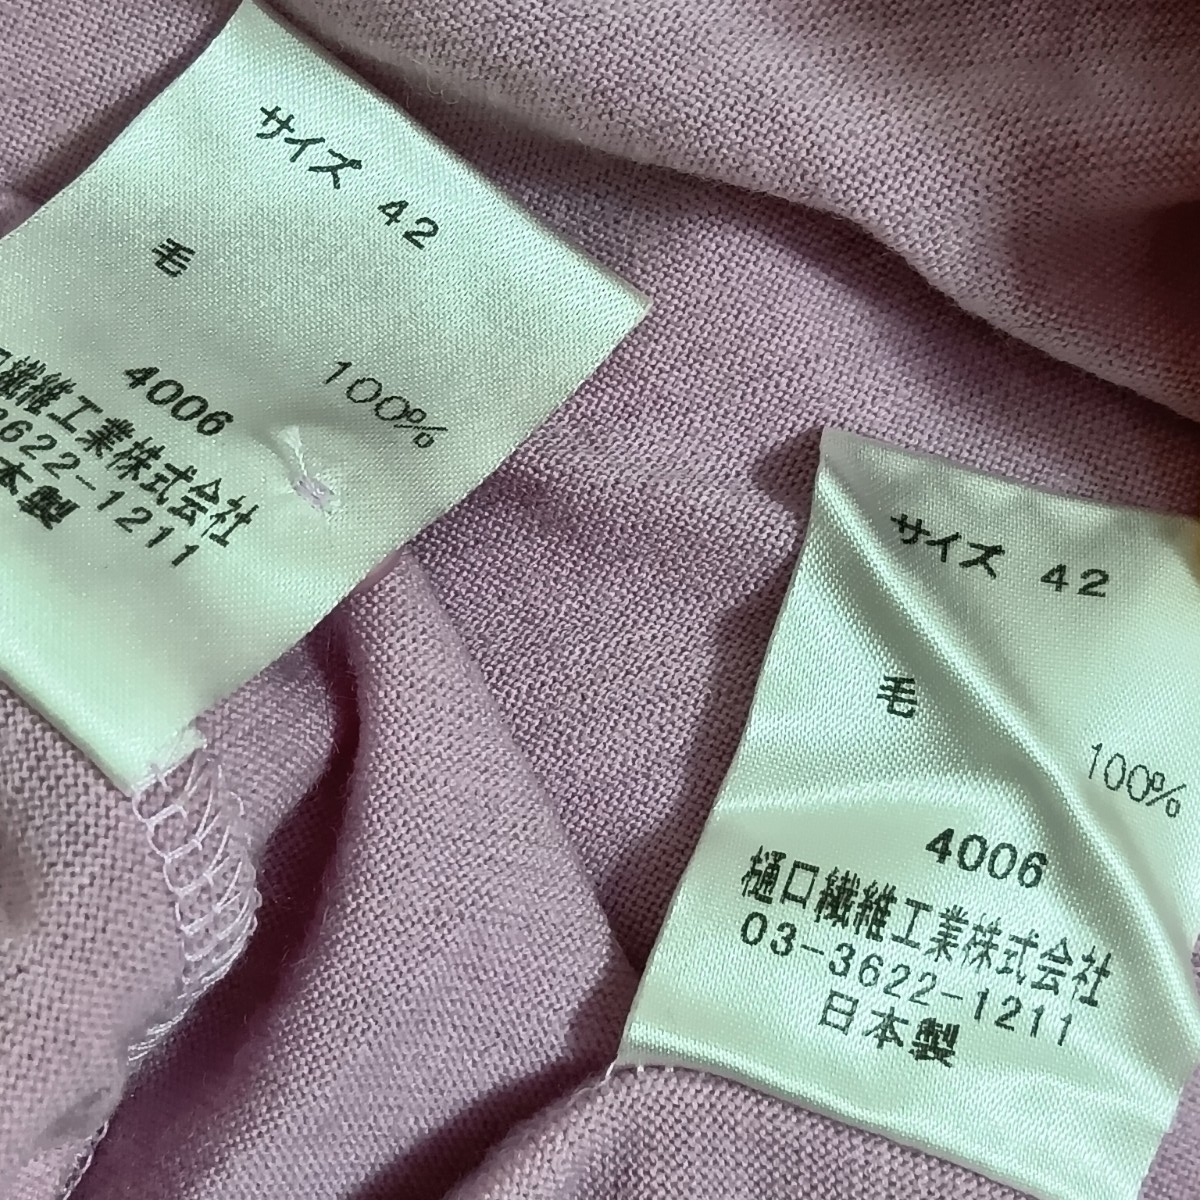 サイズ 42
毛
100%
4006
繊維工業株式会社
3622-1211
本製
サイズ 42
毛
100%
4006
樋口繊維工業株式会社
03-3622-1211
日本製